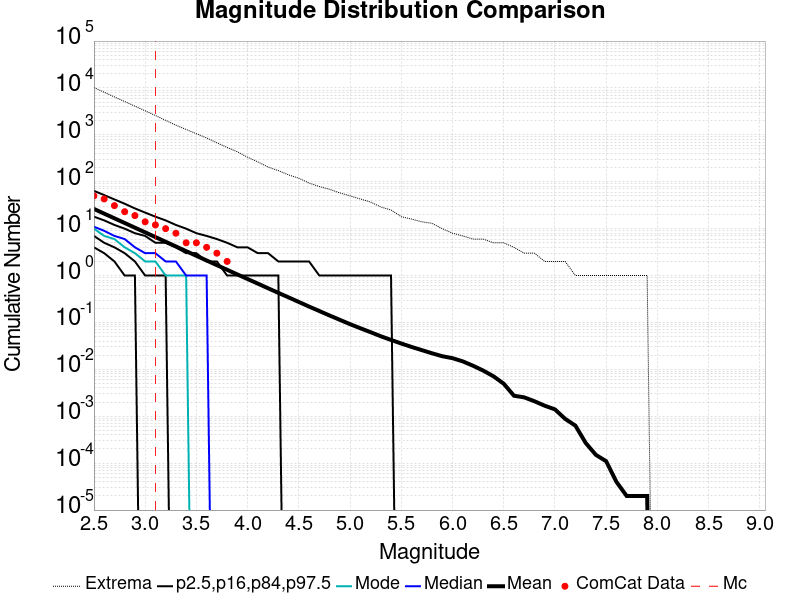 Magnitude Distribution Comparison
10^5
10^4
10^3
10^2
10^1
10^0
10^-1
10^-2
10^-3
10^-4
10^-5
Cumulative Number
2.5 3.0 3.5 4.0 4.5 5.0 5.5 6.0 6.5 7.0 7.5 8.0 8.5 9.0
Magnitude
Extrema p2.5,p16,p84,p97.5 Mode Median Mean ComCat Data Mc